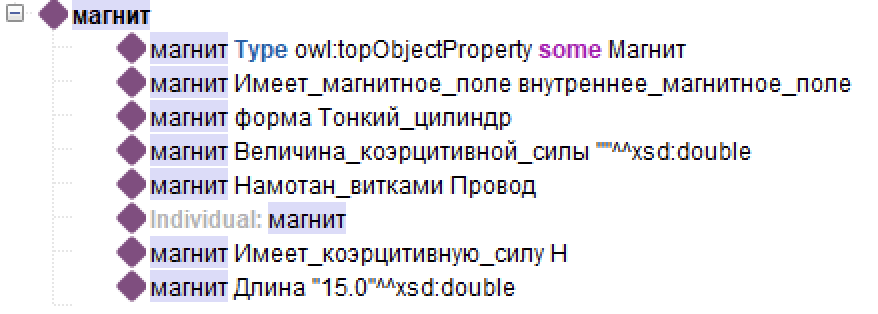 магнит
магнит Type owl:topObjectProperty some Магнит
магнит Имеет_магнитное_поле внутреннее_магнитное_поле
магнит форма Тонкий_цилиндр
магнит Величина_коэрцитивной_силы ""^^xsd:double
магнит Намотан_витками Провод
Individual: магнит
магнит Имеет_коэрцитивную_силу Н
магнит Длина "15.0"^^xsd:double